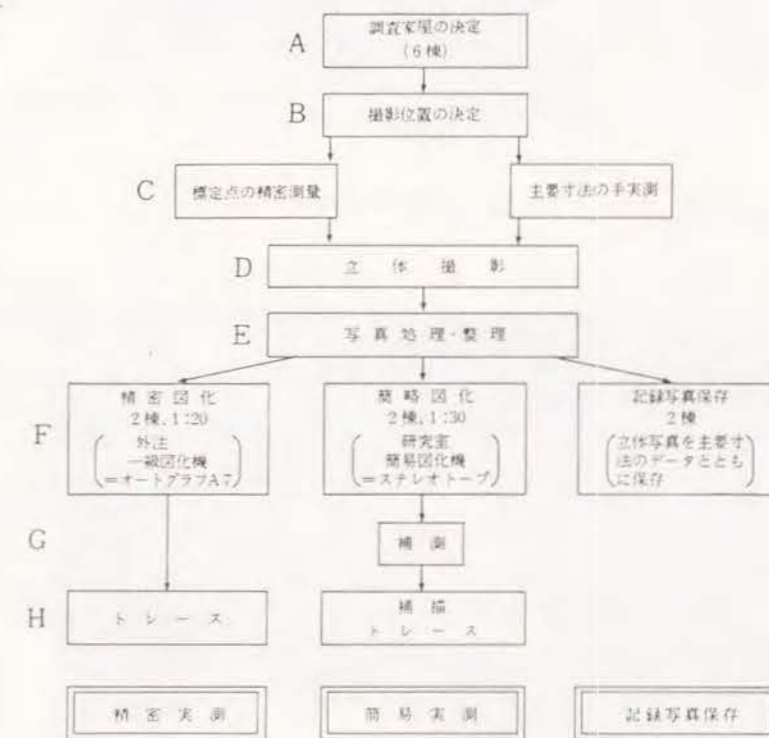 A
調査家屋の決定
(6棟)
B
撮影位置の決定
C
標定点の精密測量
主要寸法の手実測
D
立体撮影
E
写真処理・整理
F
精密図化
2棟,1:20
外注
一級図化機
=オートグラフA7
簡略図化
2棟,1:30
研究室
簡易図化機
=ステレオトープ
記録写真保存
2棟
立体写真を主要寸
法のデータととも
に保存
G
補測
H
トレース
補描
トレース
精密実測
簡易実測
記録写真保存